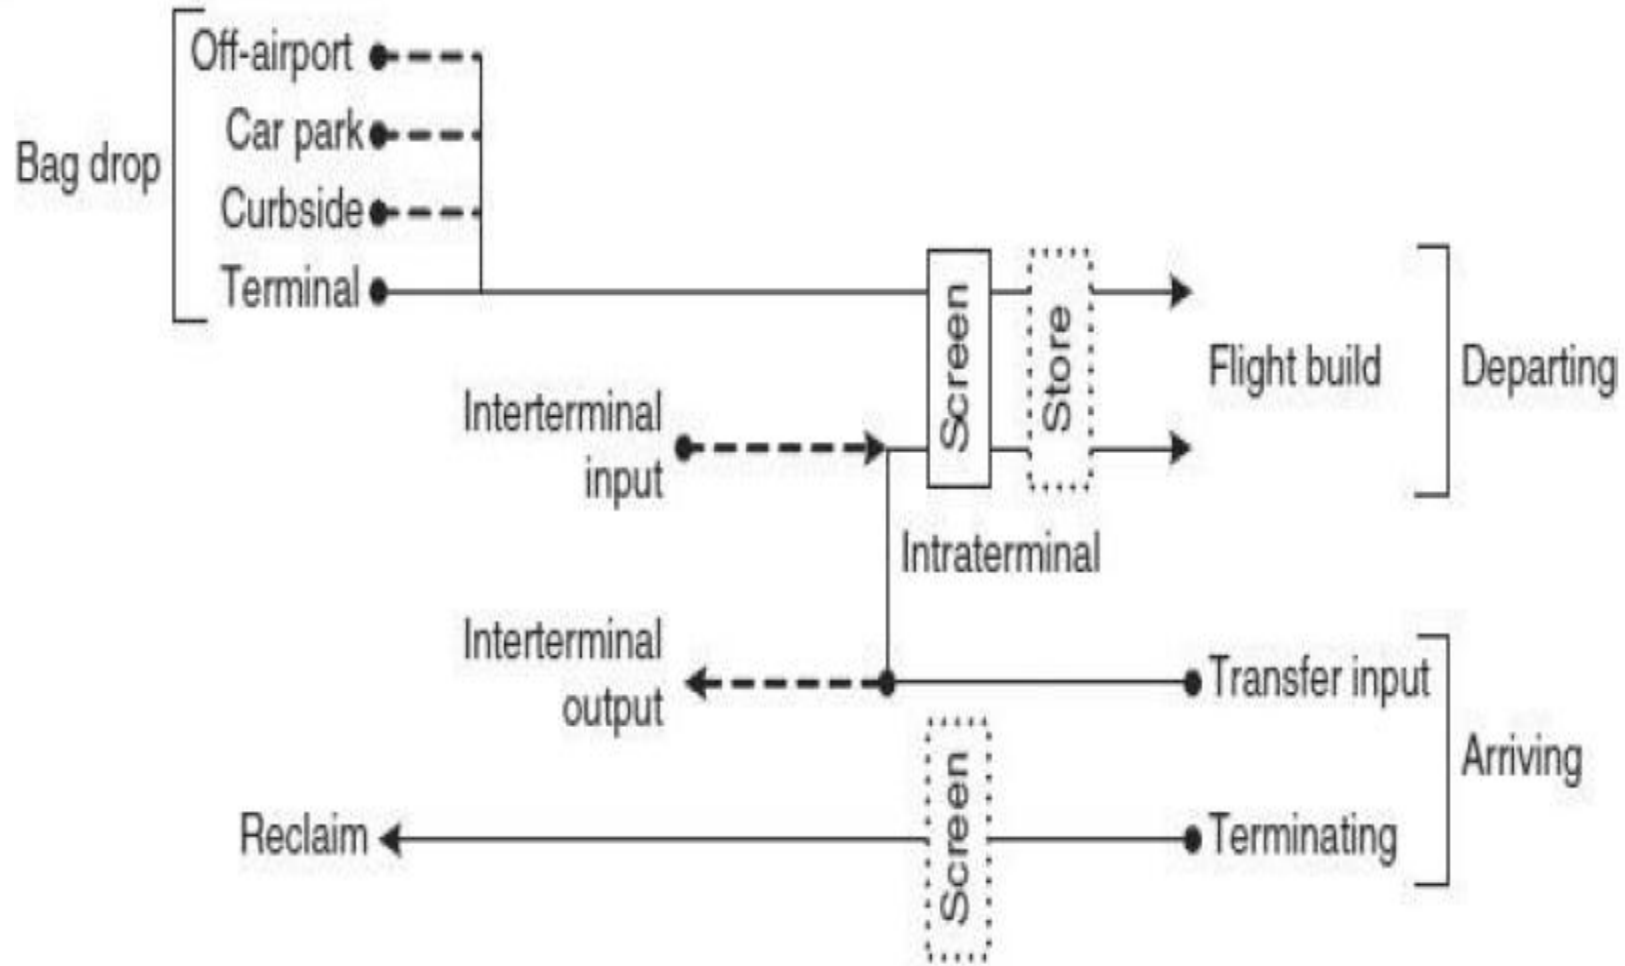 Off-airport
Car park
Bag drop
Curbside
Terminal
Screen
Store
Flight build
Departing
Interterminal
input
Intraterminal
Interterminal
output
Transfer input
Arriving
Screen
Reclaim
Terminating